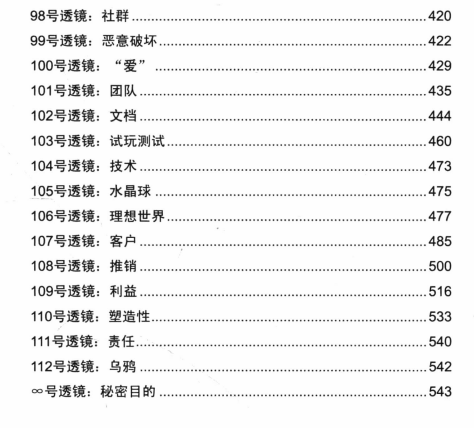 98号透镜：社群……420
99号透镜：恶意破坏……422
100号透镜：“爱”……429
101号透镜：团队……435
102号透镜：文档……444
103号透镜：试玩测试……460
104号透镜：技术……473
105号透镜：水晶球……475
106号透镜：理想世界……477
107号透镜：客户……485
108号透镜：推销……500
109号透镜：利益……516
110号透镜：塑造性……533
111号透镜：责任……540
112号透镜：乌鸦……542
∞号透镜：秘密目的……543